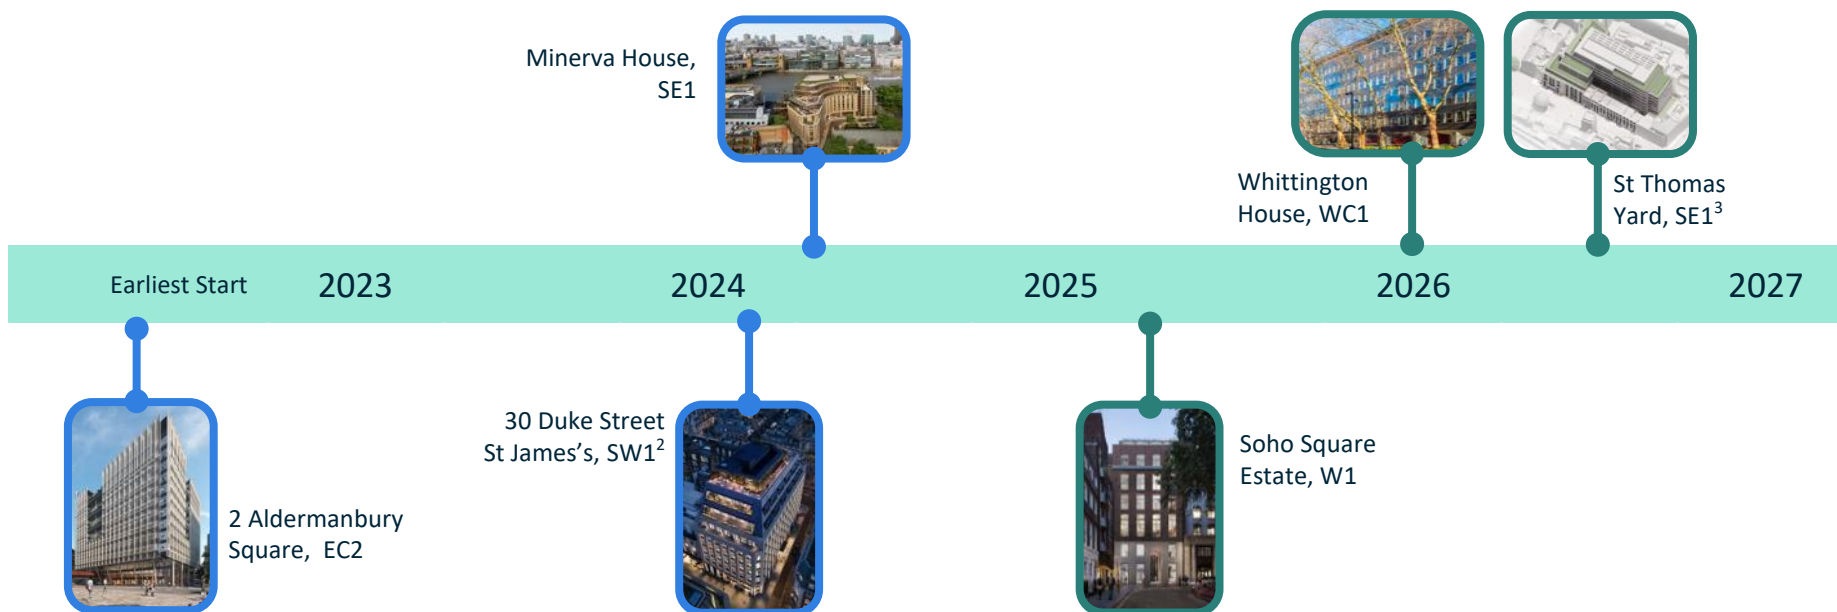 Minerva House,
SE1
Whittington
House, WC1
St Thomas
Yard, SE1³
Earliest Start 2023 2024 2025 2026 2027
2 Aldermanbury
Square, EC2
30 Duke Street
St James’s, SW1²
Soho Square
Estate, W1